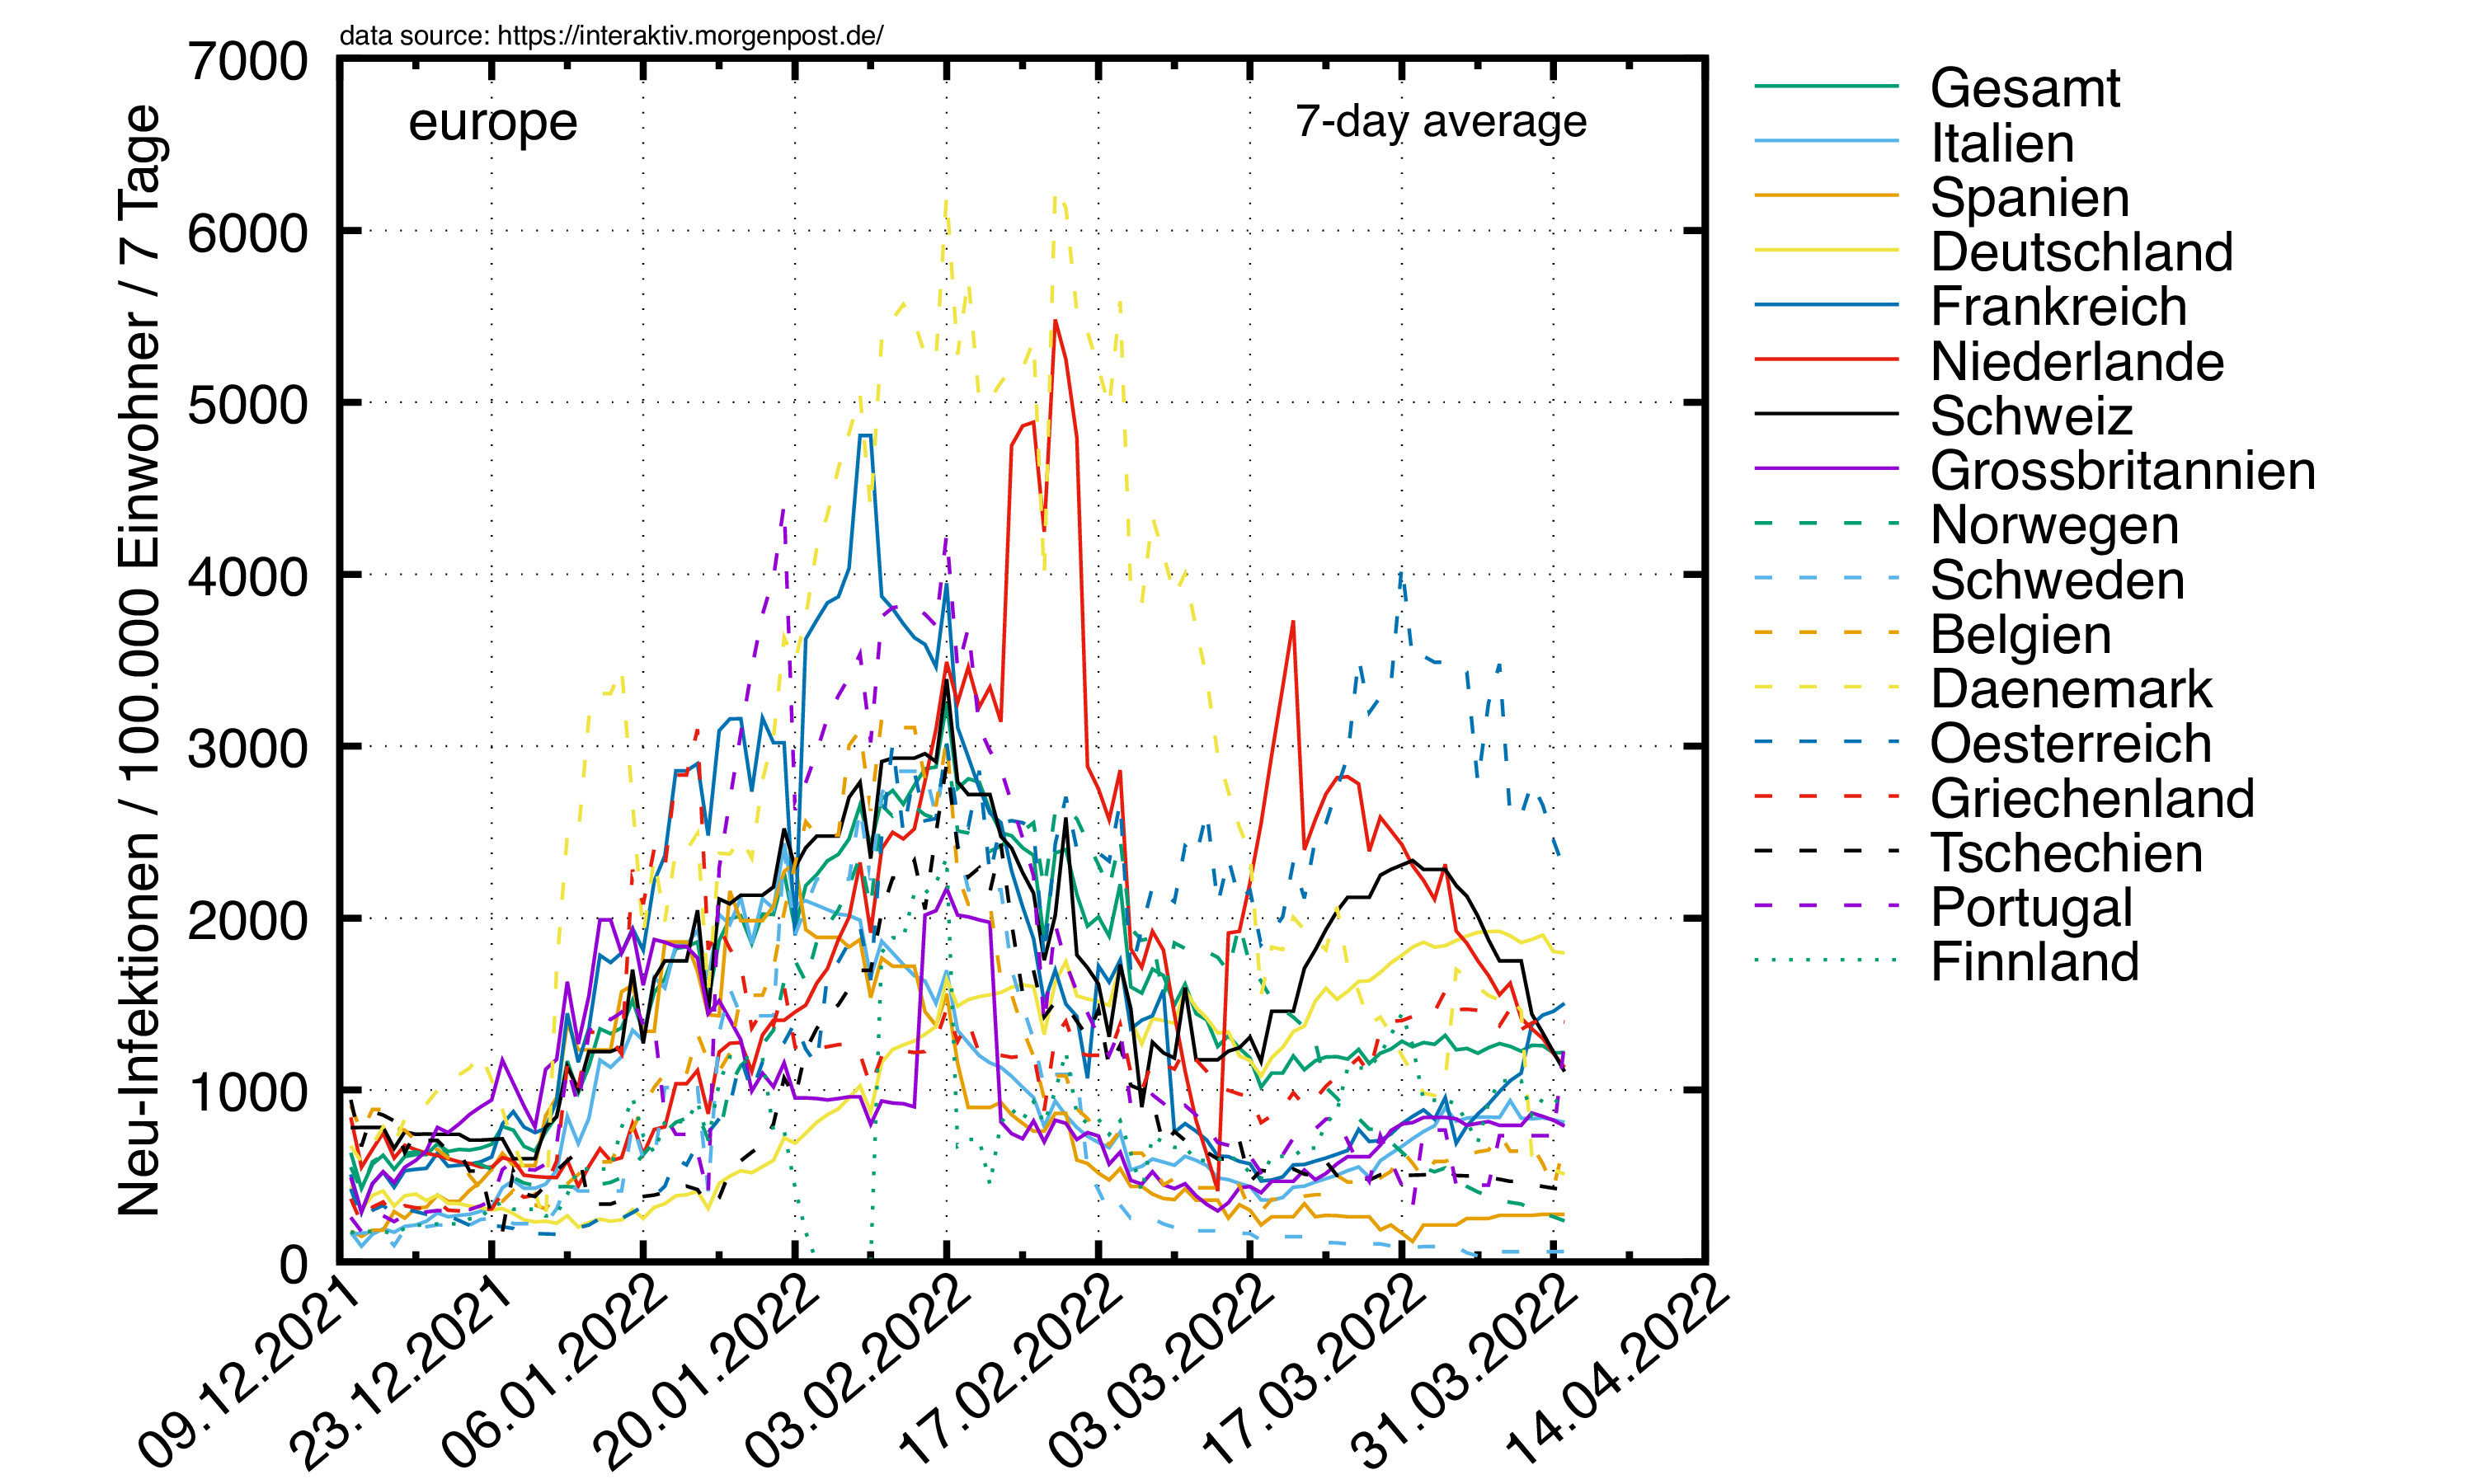 data source: https://interaktiv.morgenpost.de/
europe
7-day average
Neu-Infektionen / 100.000 Einwohner / 7 Tage
7000
6000
5000
4000
3000
2000
1000
0
09.12.2021
23.12.2021
06.01.2022
20.01.2022
03.02.2022
17.02.2022
03.03.2022
17.03.2022
31.03.2022
14.04.2022
Gesamt
Italien
Spanien
Deutschland
Frankreich
Niederlande
Schweiz
Grossbritannien
Norwegen
Schweden
Belgien
Daenemark
Oesterreich
Griechenland
Tschechien
Portugal
Finnland